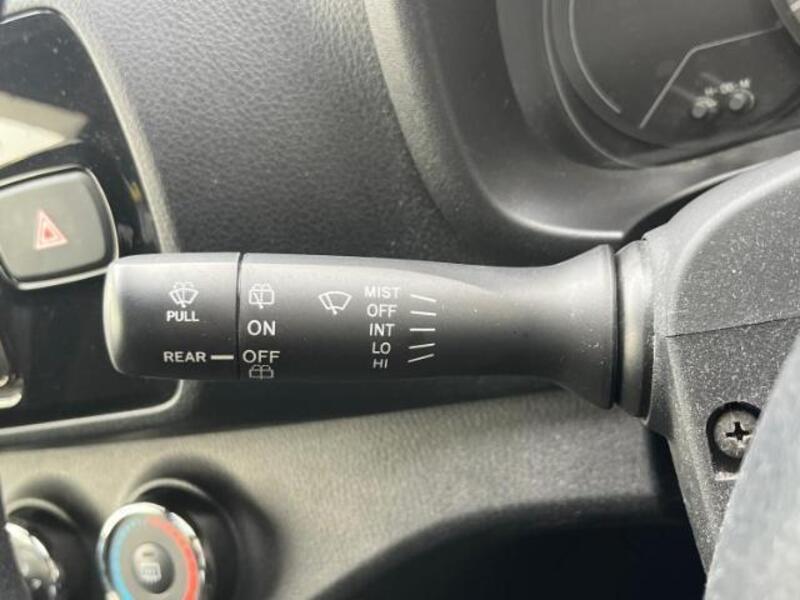 PULL
REAR
ON
OFF
MIST
OFF
INT
LO
HI